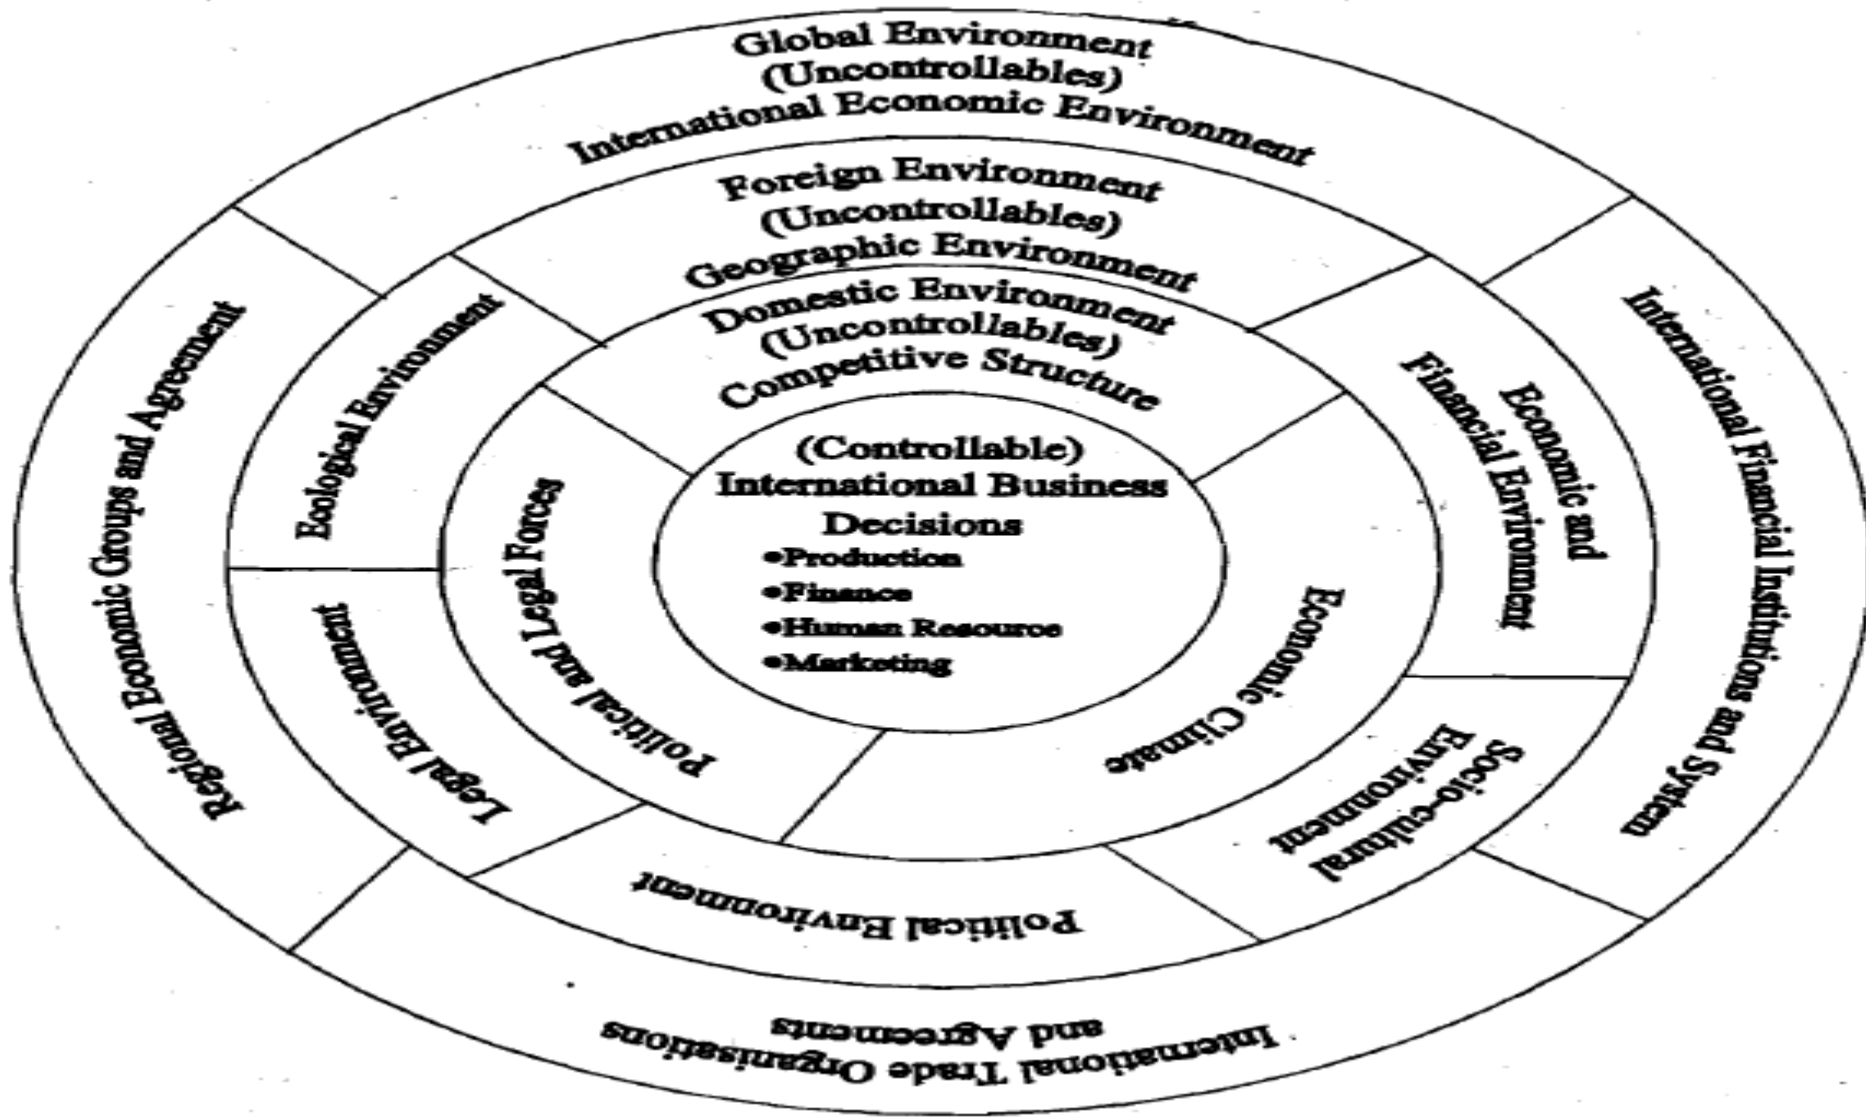 Global Environment
(Uncontrollables)
International Economic Environment
Foreign Environment
(Uncontrollables)
Geographic Environment
Domestic Environment
(Uncontrollables)
Competitive Structure
(Controllable)
International Business
Decisions
•Production
•Finance
•Human Resource
•Marketing
Political and Legal Forces
Economic Climate
Ecological Environment
Legal Environment
Political Environment
Socio-cultural
Environment
Economic and
Financial Environment
Regional Economic Groups and Agreement
International Financial Institutions and System
International Trade Organisations
and Agreements